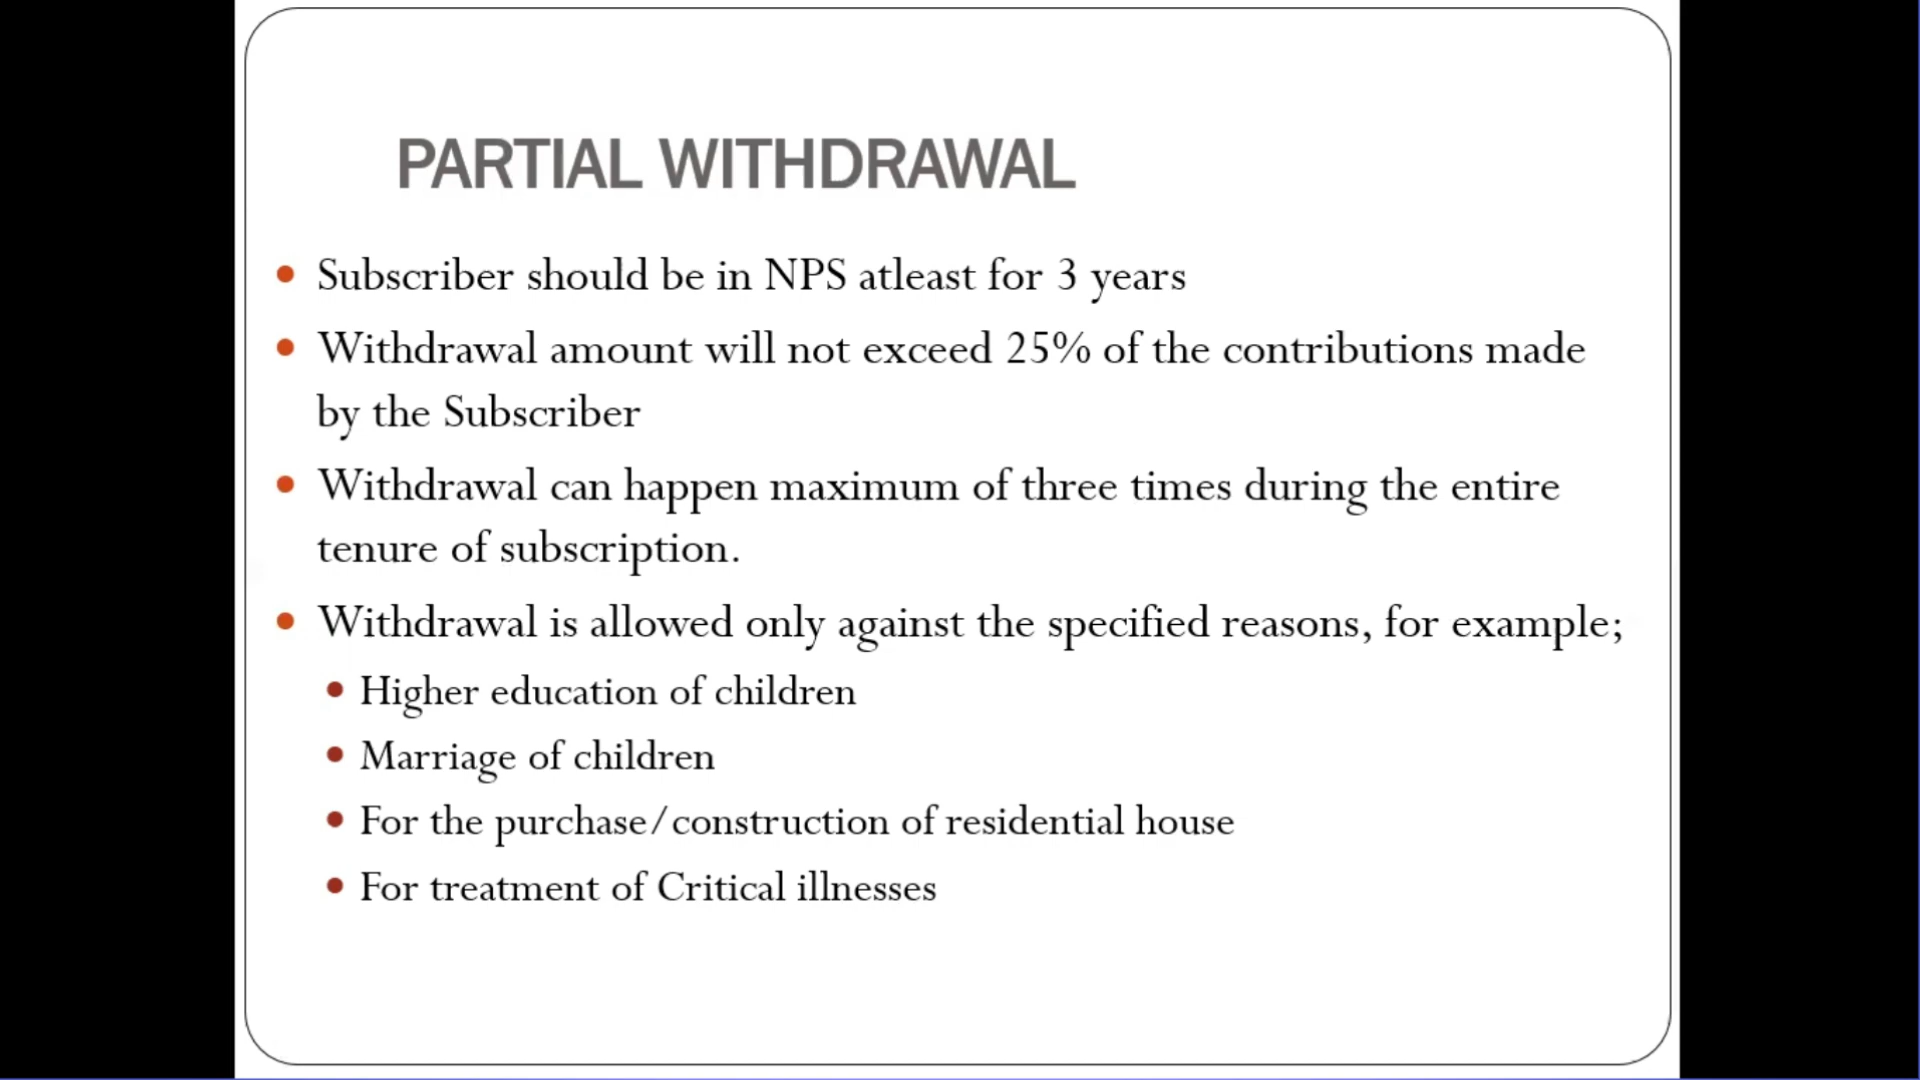 PARTIAL WITHDRAWAL
Subscriber should be in NPS atleast for 3 years
Withdrawal amount will not exceed 25% of the contributions made
by the Subscriber
Withdrawal can happen maximum of three times during the entire
tenure of subscription.
Withdrawal is allowed only against the specified reasons, for example;
Higher education of children
Marriage of children
For the purchase/construction of residential house
For treatment of Critical illnesses